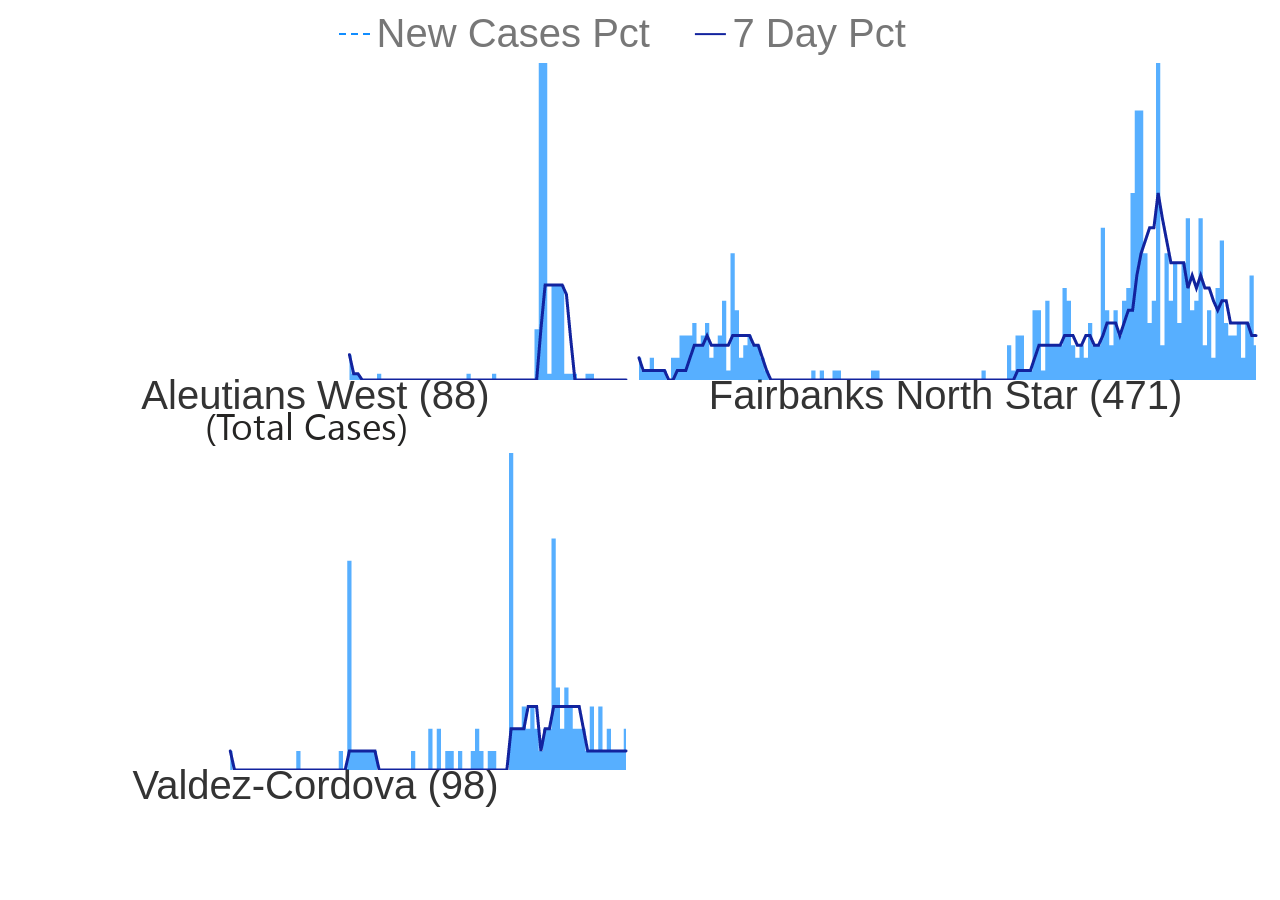 New Cases Pct 7 Day Pct
Aleutians West (88)
(Total Cases)
Fairbanks North Star (471)
Valdez-Cordova (98)